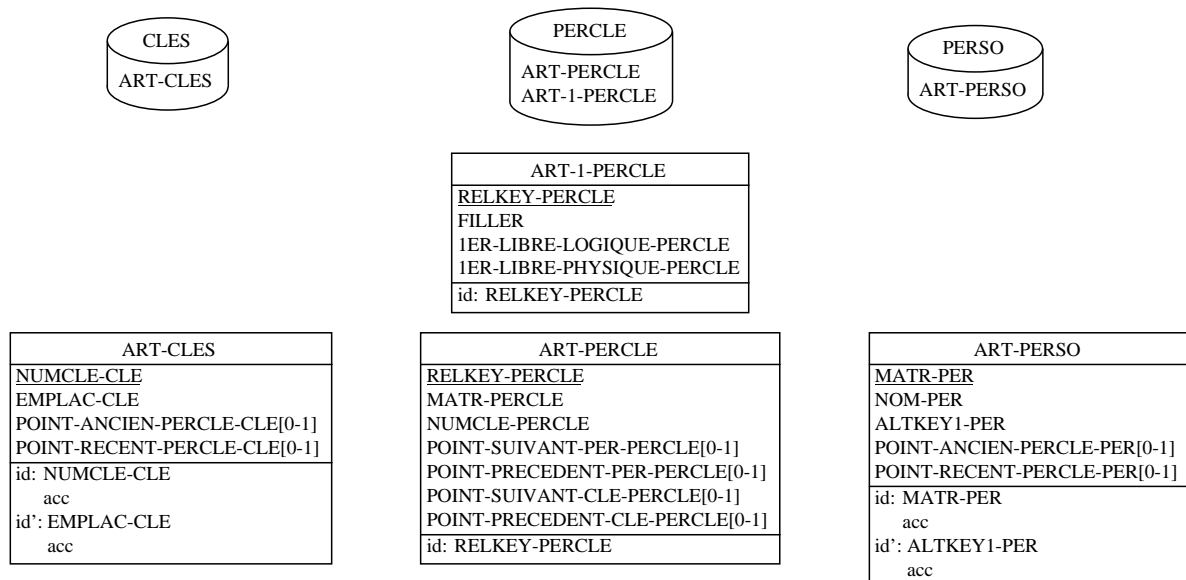 CLES
ART-CLES
PERCLE
ART-PERCLE
ART-1-PERCLE
PERSO
ART-PERSO
ART-1-PERCLE
RELKEY-PERCLE
FILLER
1ER-LIBRE-LOGIQUE-PERCLE
1ER-LIBRE-PHYSIQUE-PERCLE
id: RELKEY-PERCLE
ART-CLES
NUMCLE-CLE
EMPLAC-CLE
POINT-ANCIEN-PERCLE-CLE[0-1]
POINT-RECENT-PERCLE-CLE[0-1]
id: NUMCLE-CLE
acc
id’: EMPLAC-CLE
acc
ART-PERCLE
RELKEY-PERCLE
MATR-PERCLE
NUMCLE-PERCLE
POINT-SUIVANT-PER-PERCLE[0-1]
POINT-PRECEDENT-PER-PERCLE[0-1]
POINT-SUIVANT-CLE-PERCLE[0-1]
POINT-PRECEDENT-CLE-PERCLE[0-1]
id: RELKEY-PERCLE
ART-PERSO
MATR-PER
NOM-PER
ALTKEY1-PER
POINT-ANCIEN-PERCLE-PER[0-1]
POINT-RECENT-PERCLE-PER[0-1]
id: MATR-PER
acc
id’: ALTKEY1-PER
acc